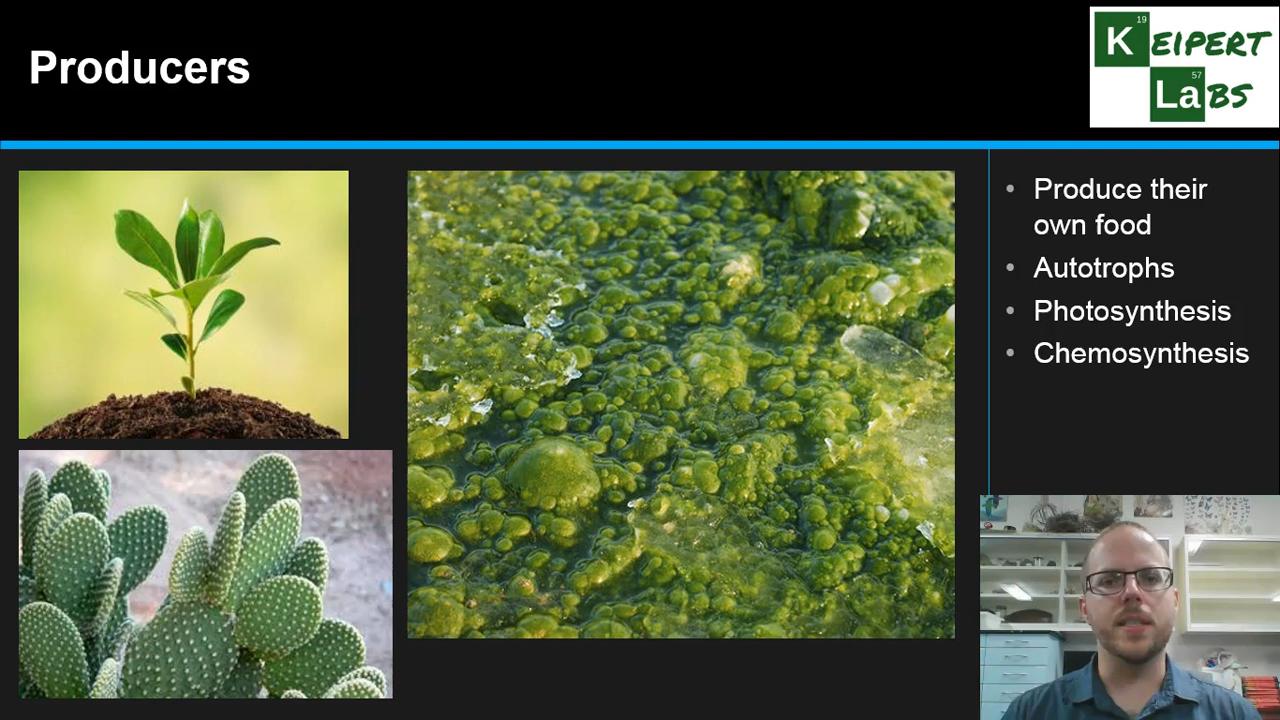 Producers
19
KEIPERT
57
LaBS
• Produce their
own food
• Autotrophs
• Photosynthesis
• Chemosynthesis